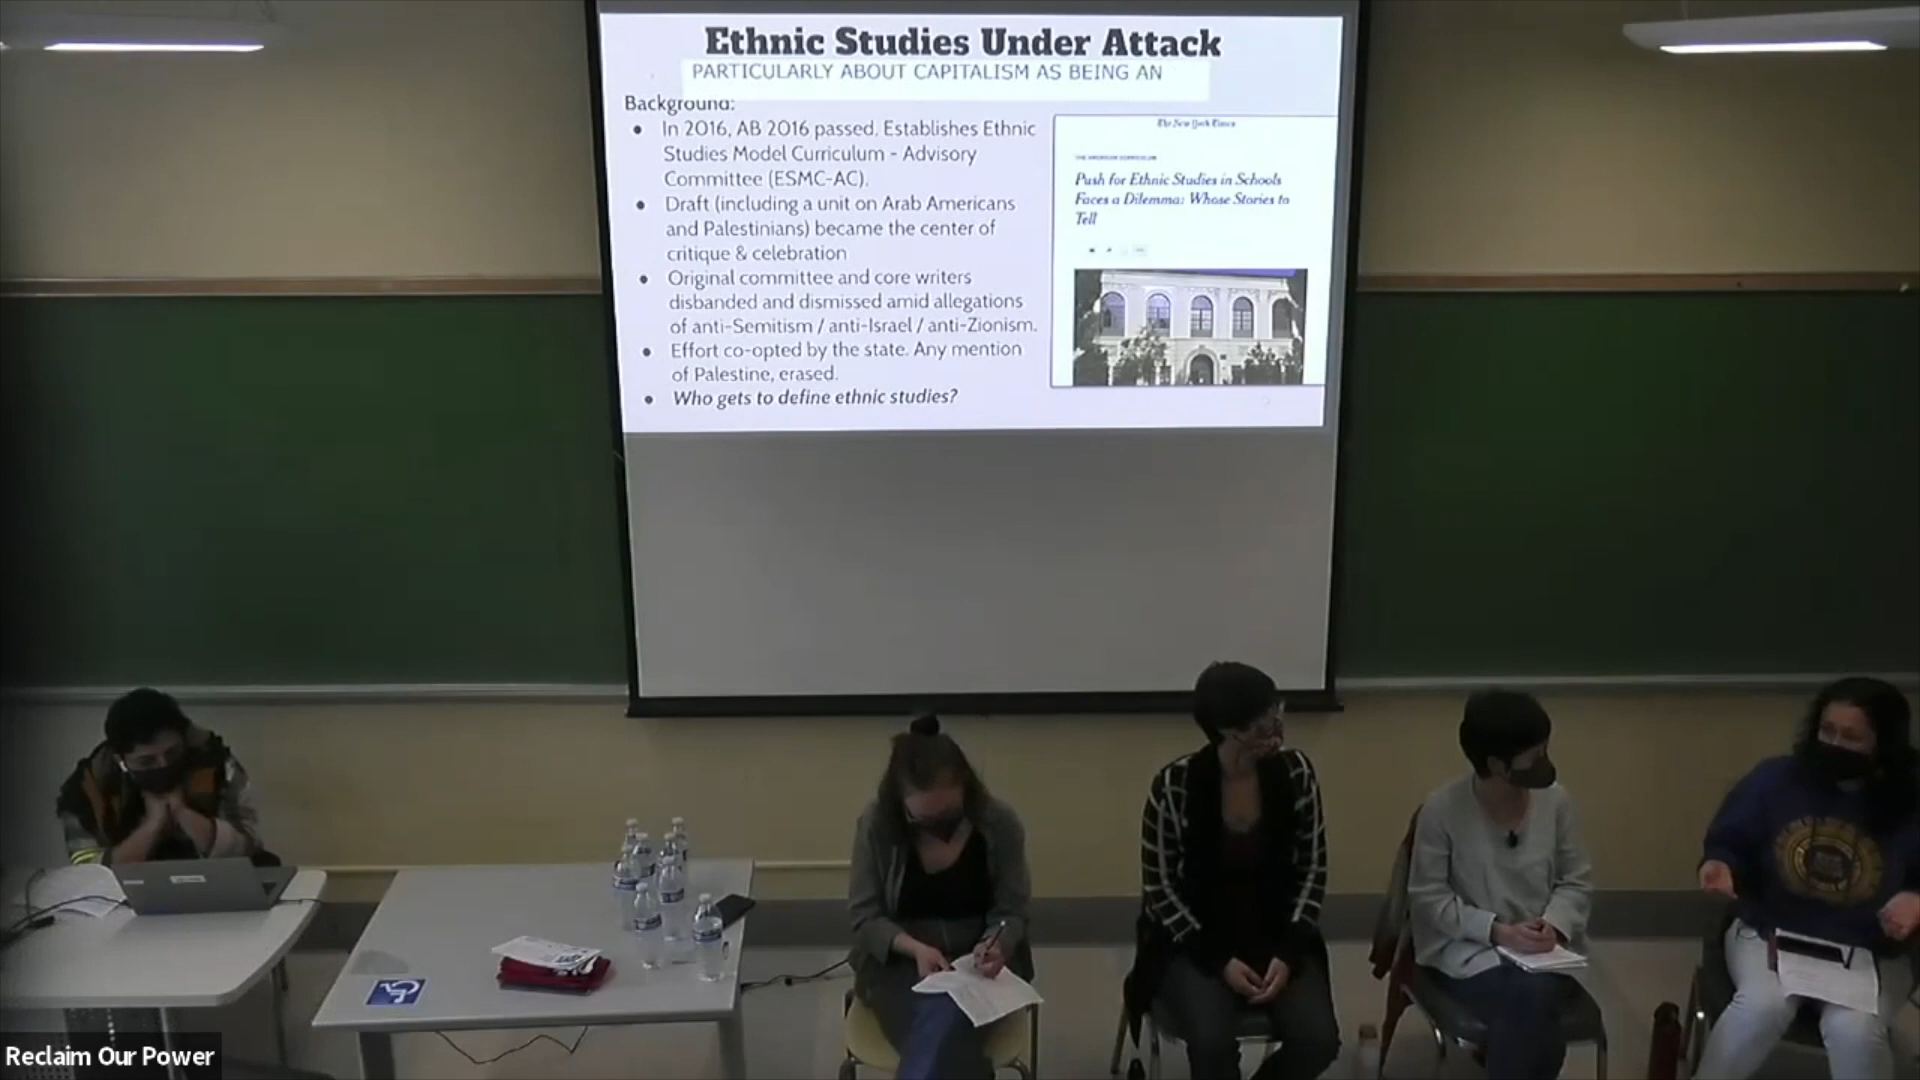 Ethnic Studies Under Attack
PARTICULARLY ABOUT CAPITALISM AS BEING AN
Background:
• In 2016, AB 2016 passed. Establishes Ethnic
Studies Model Curriculum - Advisory
Committee (ESMC-AC).
• Draft (including a unit on Arab Americans
and Palestinians) became the center of
critique & celebration
• Original committee and core writers
disbanded and dismissed amid allegations
of anti-Semitism / anti-Israel / anti-Zionism.
• Effort co-opted by the state. Any mention
of Palestine, erased.
• Who gets to define ethnic studies?
The New York Times
THE AMERICAN CURRICULUM
Push for Ethnic Studies in Schools
Faces a Dilemma: Whose Stories to
Tell
Reclaim Our Power